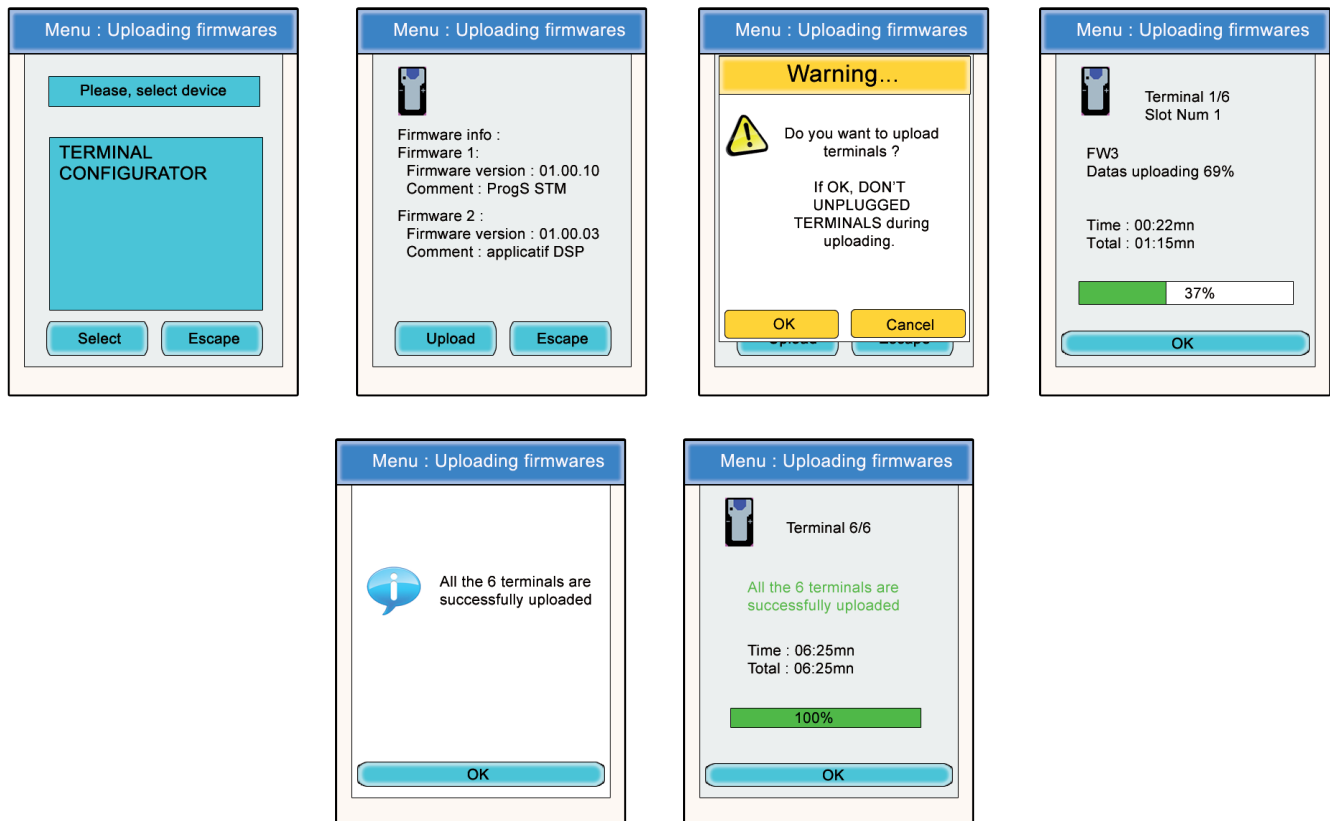 Menu : Uploading firmwares
Please, select device
TERMINAL
CONFIGURATOR
Select
Escape
Menu : Uploading firmwares
Firmware info :
Firmware 1:
Firmware version : 01.00.10
Comment : ProgS STM
Firmware 2 :
Firmware version : 01.00.03
Comment : applicatif DSP
Upload
Escape
Menu : Uploading firmwares
Warning...
Do you want to upload
terminals ?
If OK, DON'T
UNPLUGGED
TERMINALS during
uploading.
OK
Cancel
Upload
Escape
Menu : Uploading firmwares
Terminal 1/6
Slot Num 1
FW3
Datas uploading 69%
Time : 00:22mn
Total : 01:15mn
37%
OK
Menu : Uploading firmwares
All the 6 terminals are
successfully uploaded
OK
Menu : Uploading firmwares
Terminal 6/6
All the 6 terminals are
successfully uploaded
Time : 06:25mn
Total : 06:25mn
100%
OK